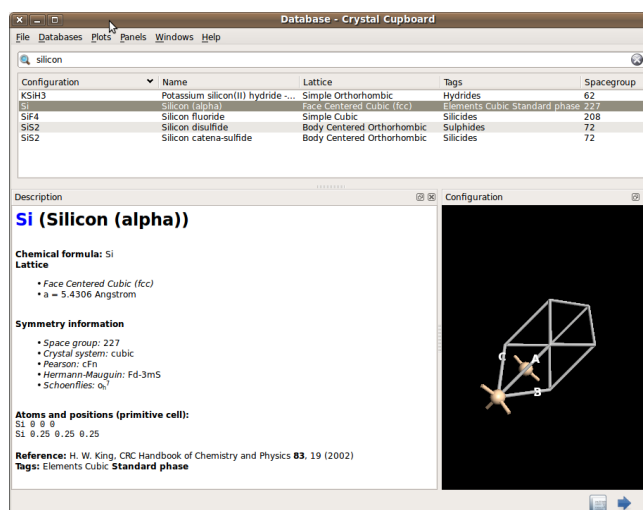 Database - Crystal Cupboard
File Databases Plots Panels Windows Help
silicon
Configuration Name Lattice Tags Spacegroup
KSiH3 Potassium silicon(II) hydride -... Simple Orthorhombic Hydrides 62
Si Silicon (alpha) Face Centered Cubic (fcc) Elements Cubic Standard phase 227
SiF4 Silicon fluoride Simple Cubic Silicides 208
SiS2 Silicon disulfide Body Centered Orthorhombic Sulphides 72
SiS2 Silicon catena-sulfide Body Centered Orthorhombic Silicides 72
Description
Si (Silicon (alpha))
Chemical formula: Si
Lattice
• Face Centered Cubic (fcc)
• a = 5.4306 Angstrom
Symmetry information
• Space group: 227
• Crystal system: cubic
• Pearson: cFn
• Hermann-Mauguin: Fd-3mS
• Schoenflies: oh7
Atoms and positions (primitive cell):
Si 0 0 0
Si 0.25 0.25 0.25
Reference: H. W. King, CRC Handbook of Chemistry and Physics 83, 19 (2002)
Tags: Elements Cubic Standard phase
Configuration
C A
B